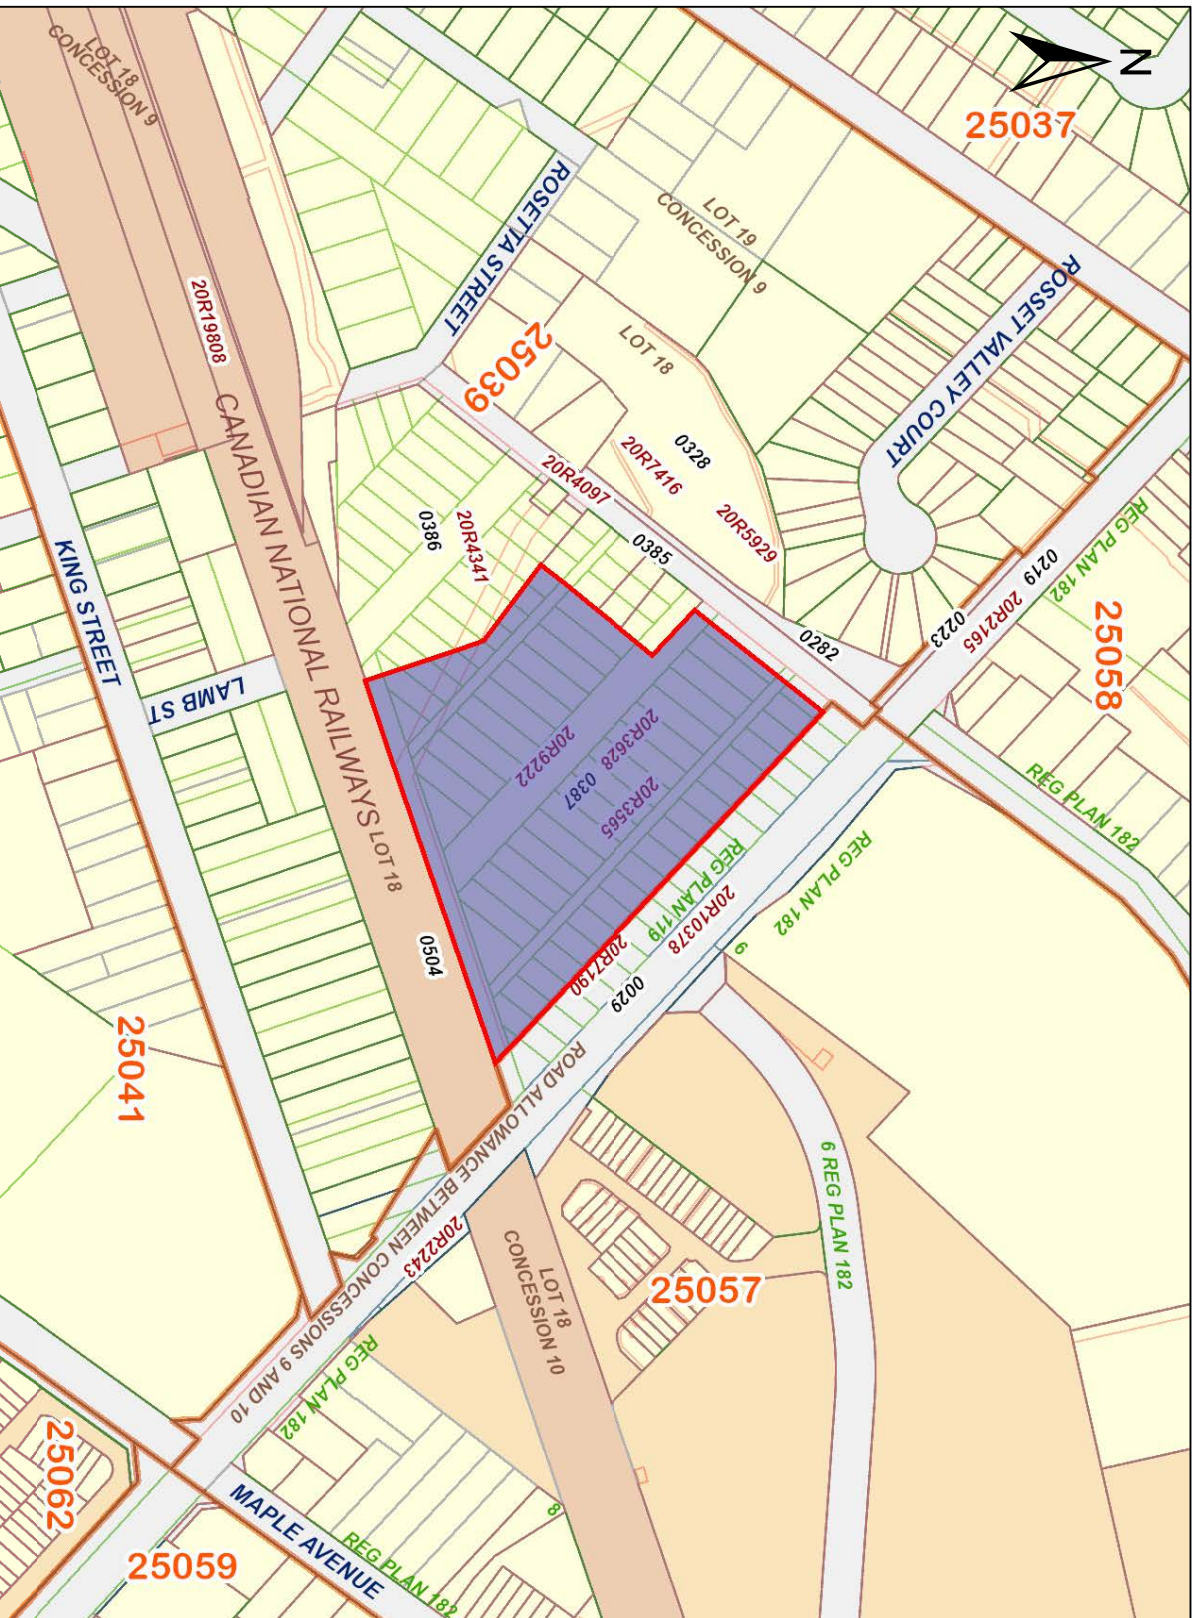 LOT 18
CONCESSION 9
N
25037
ROSETTA STREET
LOT 19
CONCESSION 9
ROSSET VALLEY COURT
20R19808
25039
LOT 18
CANADIAN NATIONAL RAILWAYS
0328
20R7416
20R4097
20R5929
0386
20R4341
0385
REG PLAN 182
0219
20R2165
0223
0282
25058
KING STREET
LAMB ST
20R9222
20R3628
0387
20R3565
REG PLAN 182
LOT 18
REG PLAN 119
REG PLAN 182
20R10378
20R7190
6
0504
0029
25041
ROAD ALLOWANCE BETWEEN CONCESSIONS 9 AND 10
6 REG PLAN 182
20R2243
LOT 18
CONCESSION 10
25057
REG PLAN 182
25062
MAPLE AVENUE
8
25059
REG PLAN 182